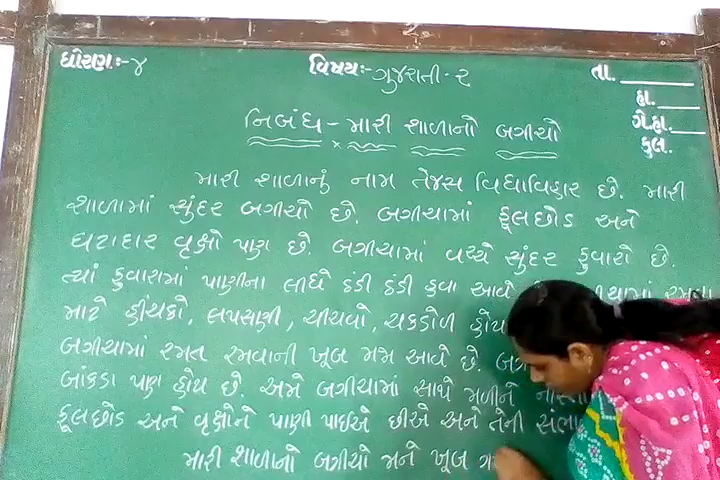 ધોરણઃ-૪ વિષયઃ-ગુજરાતી-૨ તા.
હા.
ગે.હા.
કુલ.
નિબંધ - મારી શાળાનો બગીચો
મારી શાળાનું નામ તેજસ વિદ્યાવિહાર છે. મારી
શાળામાં સુંદર બગીચો છે. બગીચામાં ફૂલછોડ અને
ઘટાદાર વૃક્ષો પણ છે. બગીચામાં વચ્ચે સુંદર ફુવારો છે.
ત્યાં ફુવારામાં પાણીના લીધે ઠંડી ઠંડી હવા આવે રમવા
માટે હીંચકો, લપસણી, ચીચવો, ચકડોળ હોય
બગીચામાં રમત રમવાની ખૂબ મજા આવે છે.
બાંકડા પણ હોય છે. અમે બગીચામાં સાથે મળીને
ફૂલછોડ અને વૃક્ષોને પાણી પાઈએ છીએ અને તેની
મારી શાળાનો બગીચો મને ખૂબ